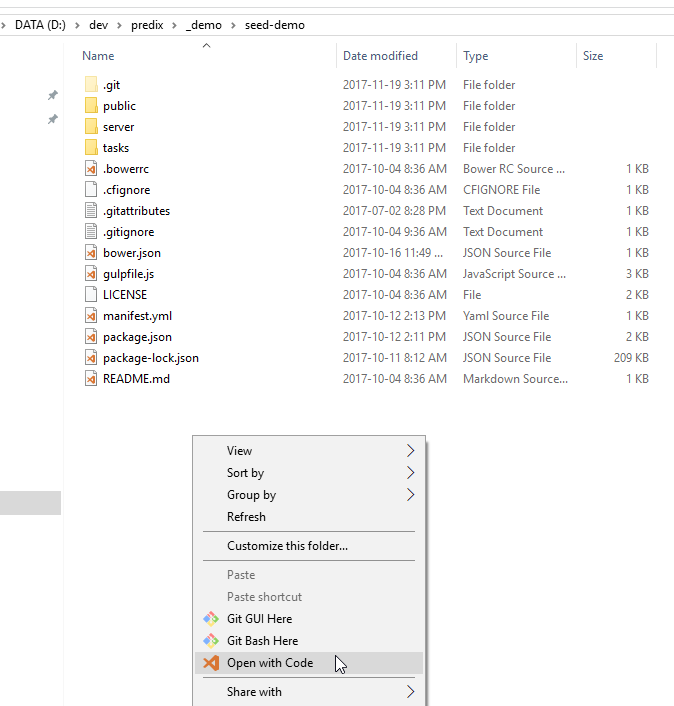 DATA (D:) > dev > predix > _demo > seed-demo
Name Date modified Type Size
.git 2017-11-19 3:11 PM File folder
public 2017-11-19 3:11 PM File folder
server 2017-11-19 3:11 PM File folder
tasks 2017-11-19 3:11 PM File folder
.bowerrc 2017-10-04 8:36 AM Bower RC Source ... 1 KB
.cfignore 2017-10-04 8:36 AM CFIGNORE File 1 KB
.gitattributes 2017-07-02 8:28 PM Text Document 1 KB
.gitignore 2017-10-04 9:36 AM Text Document 1 KB
bower.json 2017-10-16 11:49 ... JSON Source File 1 KB
gulpfile.js 2017-10-04 8:36 AM JavaScript Source ... 3 KB
LICENSE 2017-10-04 8:36 AM File 2 KB
manifest.yml 2017-10-12 2:13 PM Yaml Source File 1 KB
package.json 2017-10-12 2:11 PM JSON Source File 2 KB
package-lock.json 2017-10-11 8:12 AM JSON Source File 209 KB
README.md 2017-10-04 8:36 AM Markdown Source... 1 KB
View
Sort by
Group by
Refresh
Customize this folder...
Paste
Paste shortcut
Git GUI Here
Git Bash Here
Open with Code
Share with